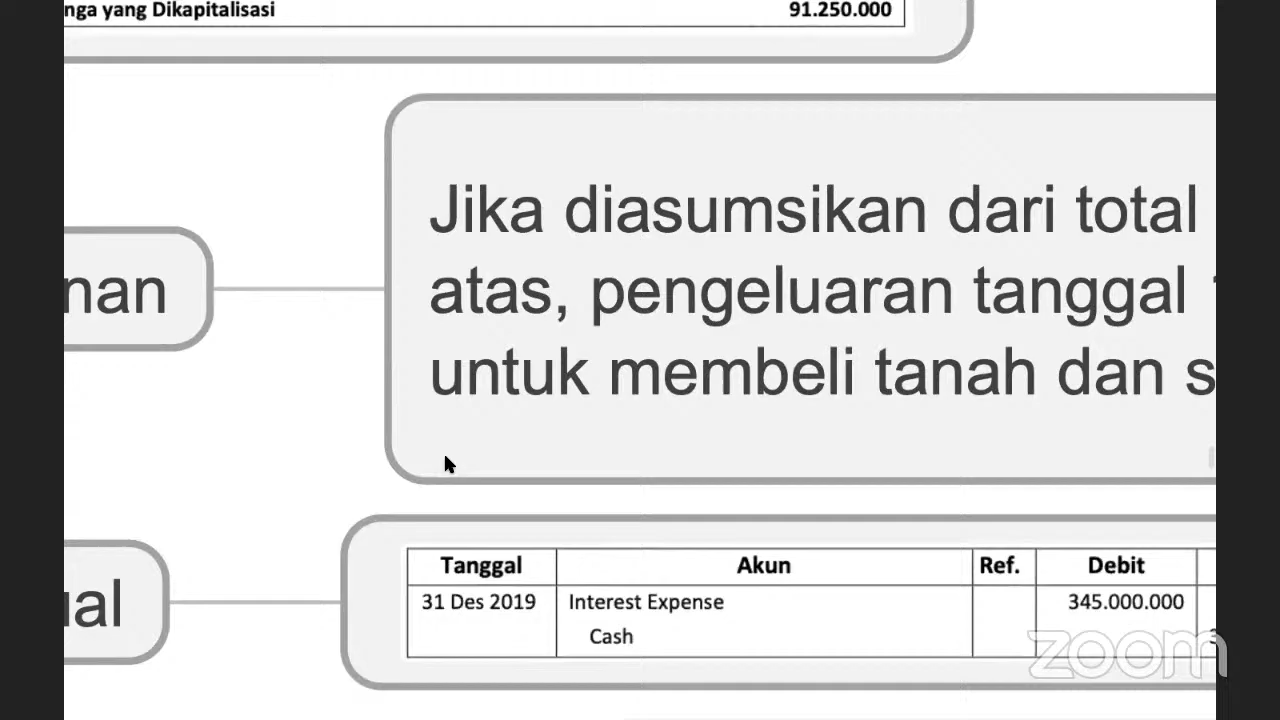 nga yang Dikapitalisasi 91.250.000
Jika diasumsikan dari total
atas, pengeluaran tanggal
untuk membeli tanah dan s
nan
ual
Tanggal Akun Ref. Debit
31 Des 2019 Interest Expense 345.000.000
Cash
zoom